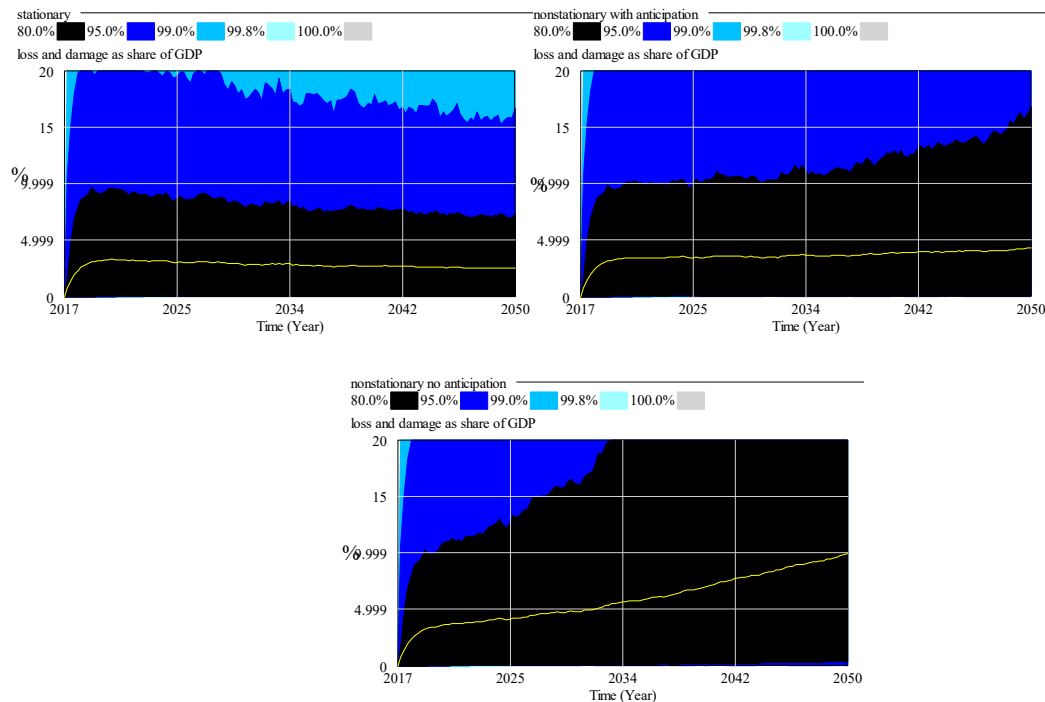 stationary
80.0% 95.0% 99.0% 99.8% 100.0%
loss and damage as share of GDP
20
15
%
9.999
4.999
0
2017 2025 2034 2042 2050
Time (Year)
nonstationary with anticipation
80.0% 95.0% 99.0% 99.8% 100.0%
loss and damage as share of GDP
20
15
%
9.999
4.999
0
2017 2025 2034 2042 2050
Time (Year)
nonstationary no anticipation
80.0% 95.0% 99.0% 99.8% 100.0%
loss and damage as share of GDP
20
15
%
9.999
4.999
0
2017 2025 2034 2042 2050
Time (Year)